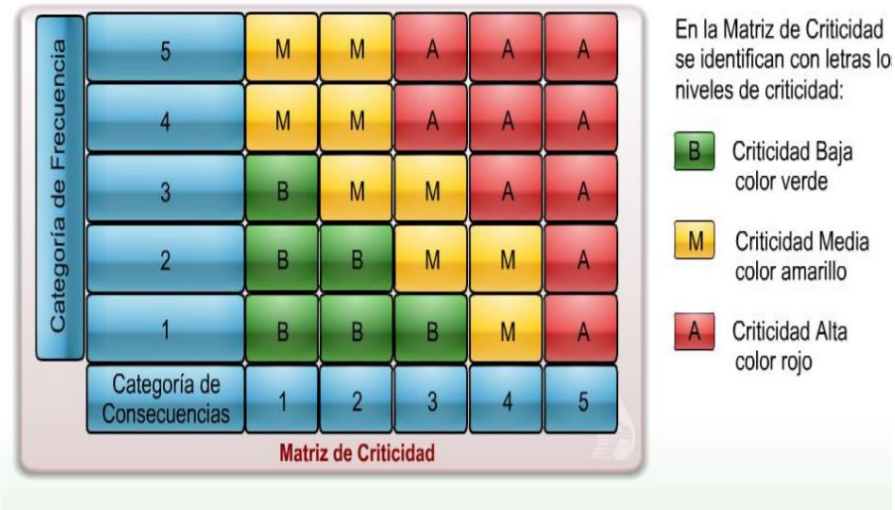 Categoría de Frecuencia
5 M M A A A
4 M M A A A
3 B M M A A
2 B B M M A
1 B B B M A
Categoría de
Consecuencias
1 2 3 4 5
Matriz de Criticidad
En la Matriz de Criticidad
se identifican con letras lo
niveles de criticidad:
B Criticidad Baja
color verde
M Criticidad Media
color amarillo
A Criticidad Alta
color rojo